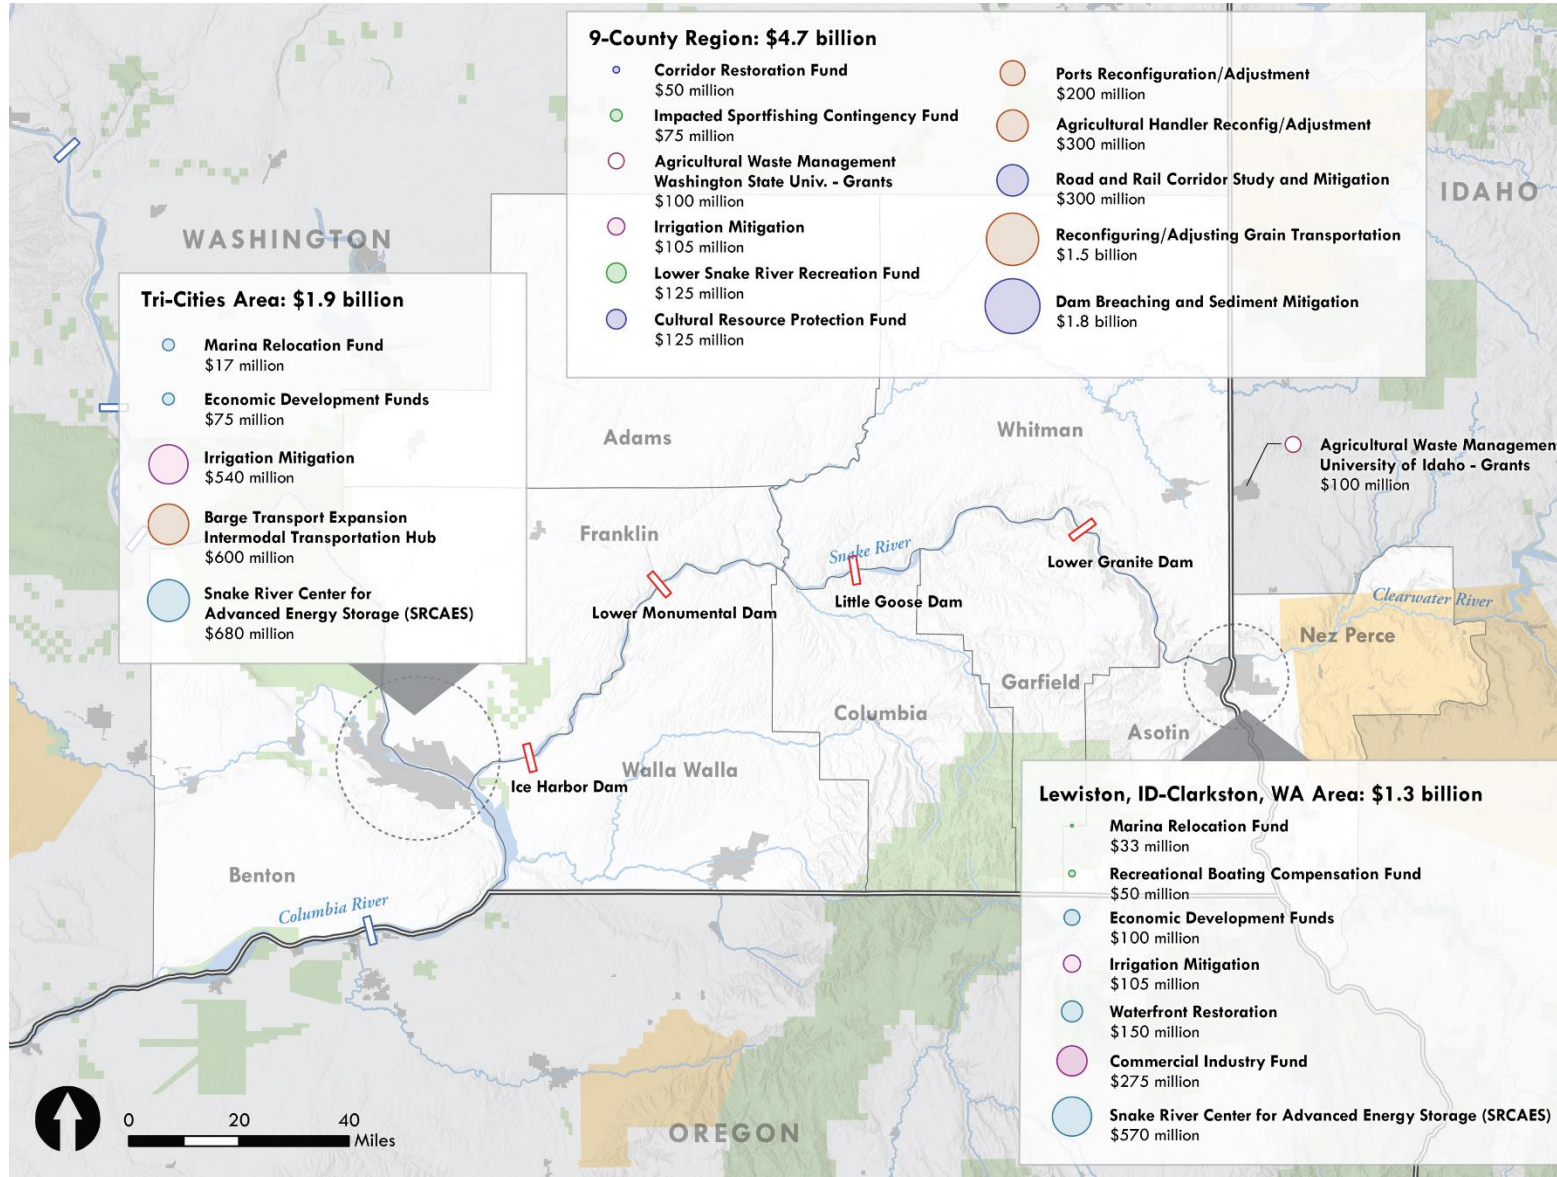 9-County Region: $4.7 billion
Corridor Restoration Fund
$50 million
Impacted Sportfishing Contingency Fund
$75 million
Agricultural Waste Management
Washington State Univ. - Grants
$100 million
Irrigation Mitigation
$105 million
Lower Snake River Recreation Fund
$125 million
Cultural Resource Protection Fund
$125 million
Ports Reconfiguration/Adjustment
$200 million
Agricultural Handler Reconfig/Adjustment
$300 million
Road and Rail Corridor Study and Mitigation
$300 million
Reconfiguring/Adjusting Grain Transportation
$1.5 billion
Dam Breaching and Sediment Mitigation
$1.8 billion
IDAHO
WASHINGTON
Tri-Cities Area: $1.9 billion
Marina Relocation Fund
$17 million
Economic Development Funds
$75 million
Irrigation Mitigation
$540 million
Barge Transport Expansion
Intermodal Transportation Hub
$600 million
Snake River Center for
Advanced Energy Storage (SRCAES)
$680 million
Adams
Whitman
Agricultural Waste Managemen
University of Idaho - Grants
$100 million
Franklin
Snake River
Lower Granite Dam
Little Goose Dam
Lower Monumental Dam
Clearwater River
Nez Perce
Garfield
Columbia
Asotin
Walla Walla
Ice Harbor Dam
Benton
Columbia River
Lewiston, ID-Clarkston, WA Area: $1.3 billion
Marina Relocation Fund
$33 million
Recreational Boating Compensation Fund
$50 million
Economic Development Funds
$100 million
Irrigation Mitigation
$105 million
Waterfront Restoration
$150 million
Commercial Industry Fund
$275 million
Snake River Center for Advanced Energy Storage (SRCAES)
$570 million
0 20 40
Miles
OREGON